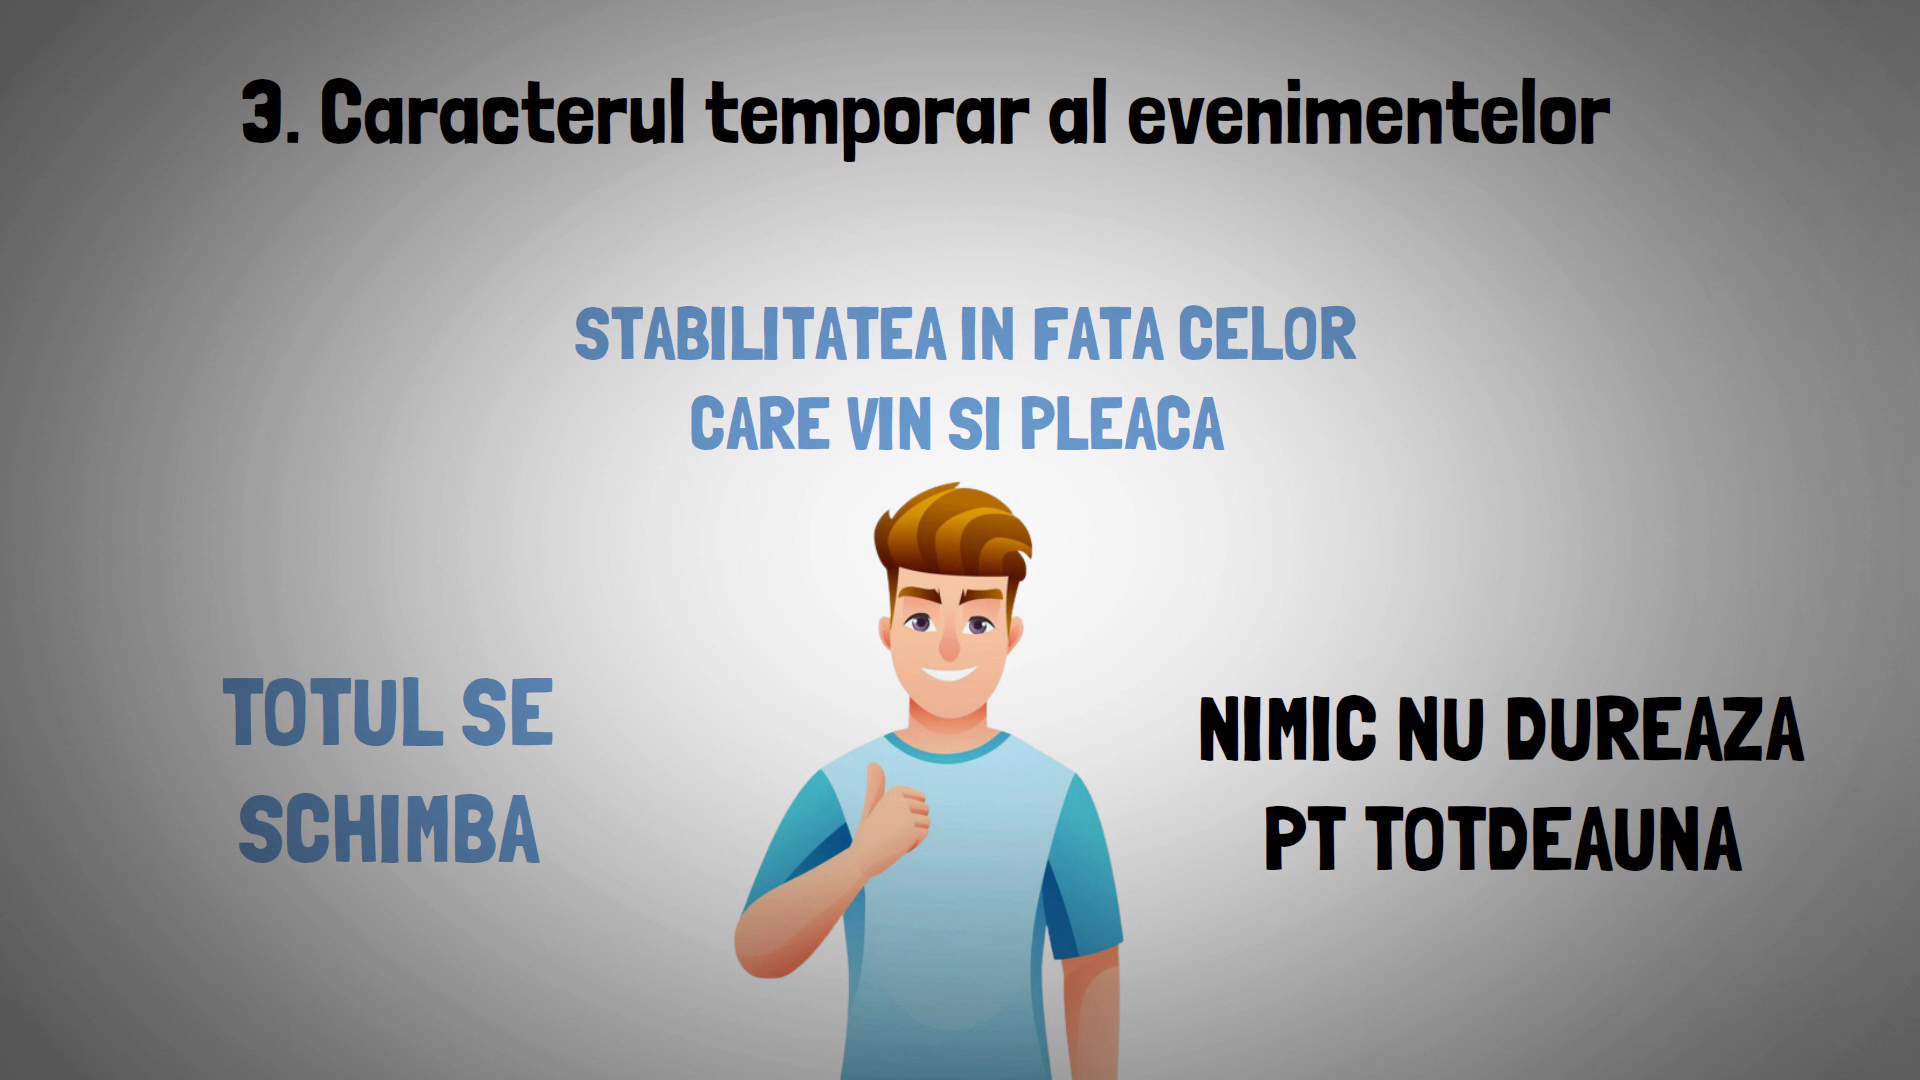 3. Caracterul temporar al evenimentelor
STABILITATEA IN FATA CELOR
CARE VIN SI PLEACA
TOTUL SE
SCHIMBA
NIMIC NU DUREAZA
PT TOTDEAUNA